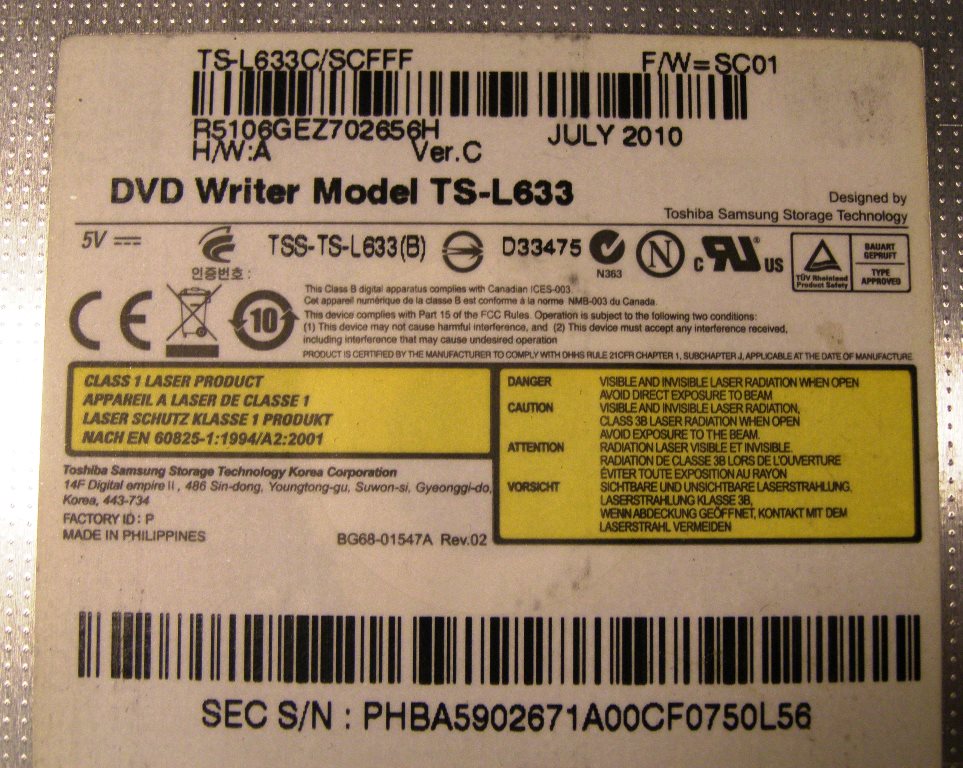 TS-L633C/SCFFF F/W=SC01
R5106GEZ702656H JULY 2010
H/W:A Ver.C
DVD Writer Model TS-L633
Designed by
Toshiba Samsung Storage Technology
5V TSS-TS-L633(B) D33475 N363 N c RU US
인증번호 :
TÜV Rheinland
Product Safety
BAUART
GEPRUFT
TYPE
APPROVED
CE 10
This Class B digital apparatus complies with Canadian ICES-003
Cet appareil numérique de la classe B est conforme à la norme NMB-003 du Canada.
This device complies with Part 15 of the FCC Rules. Operation is subject to the following two conditions:
(1) This device may not cause harmful interference, and (2) This device must accept any interference received,
including interference that may cause undesired operation
PRODUCT IS CERTIFIED BY THE MANUFACTURER TO COMPLY WITH DHHS RULE 21CFR CHAPTER 1, SUBCHAPTER J, APPLICABLE AT THE DATE OF MANUFACTURE
CLASS 1 LASER PRODUCT
APPAREIL A LASER DE CLASSE 1
LASER SCHUTZ KLASSE 1 PRODUKT
NACH EN 60825-1:1994/A2:2001
DANGER VISIBLE AND INVISIBLE LASER RADIATION WHEN OPEN
AVOID DIRECT EXPOSURE TO BEAM
CAUTION VISIBLE AND INVISIBLE LASER RADIATION,
CLASS 3B LASER RADIATION WHEN OPEN
AVOID EXPOSURE TO THE BEAM.
ATTENTION RADIATION LASER VISIBLE ET INVISIBLE.
RADIATION DE CLASSE 3B LORS DE L'OUVERTURE
ÉVITER TOUTE EXPOSITION AU RAYON
VORSICHT SICHTBARE UND UNSICHTBARE LASERSTRAHLUNG.
LASERSTRAHLUNG KLASSE 3B,
WENN ABDECKUNG GEÖFFNET, KONTAKT MIT DEM
LASERSTRAHL VERMEIDEN
Toshiba Samsung Storage Technology Korea Corporation
14F Digital empire II, 486 Sin-dong, Youngtong-gu, Suwon-si, Gyeonggi-do,
Korea, 443-734
FACTORY ID : P
MADE IN PHILIPPINES BG68-01547A Rev.02
SEC S/N : PHBA5902671A00CF0750L56